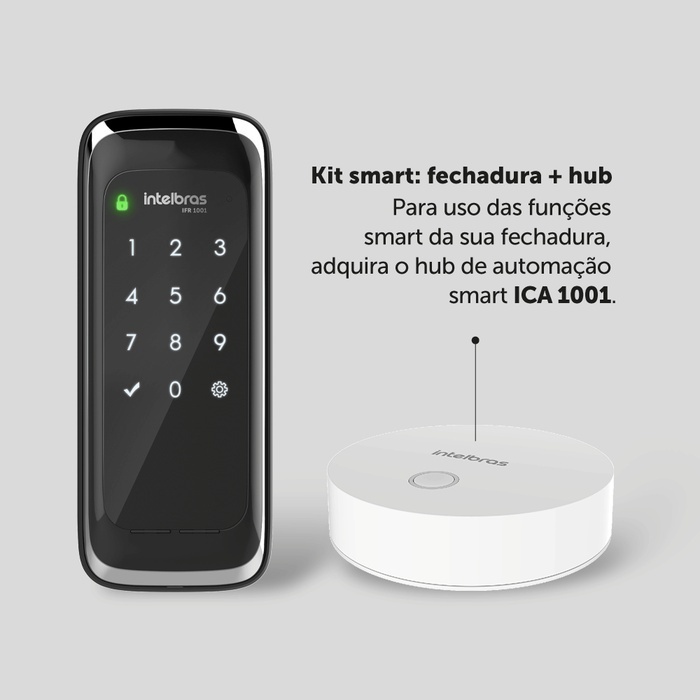 Kit smart: fechadura + hub
Para uso das funções
smart da sua fechadura,
adquira o hub de automação
smart ICA 1001.
intelbras
IFR 1001
1 2 3
4 5 6
7 8 9
0
intelbras